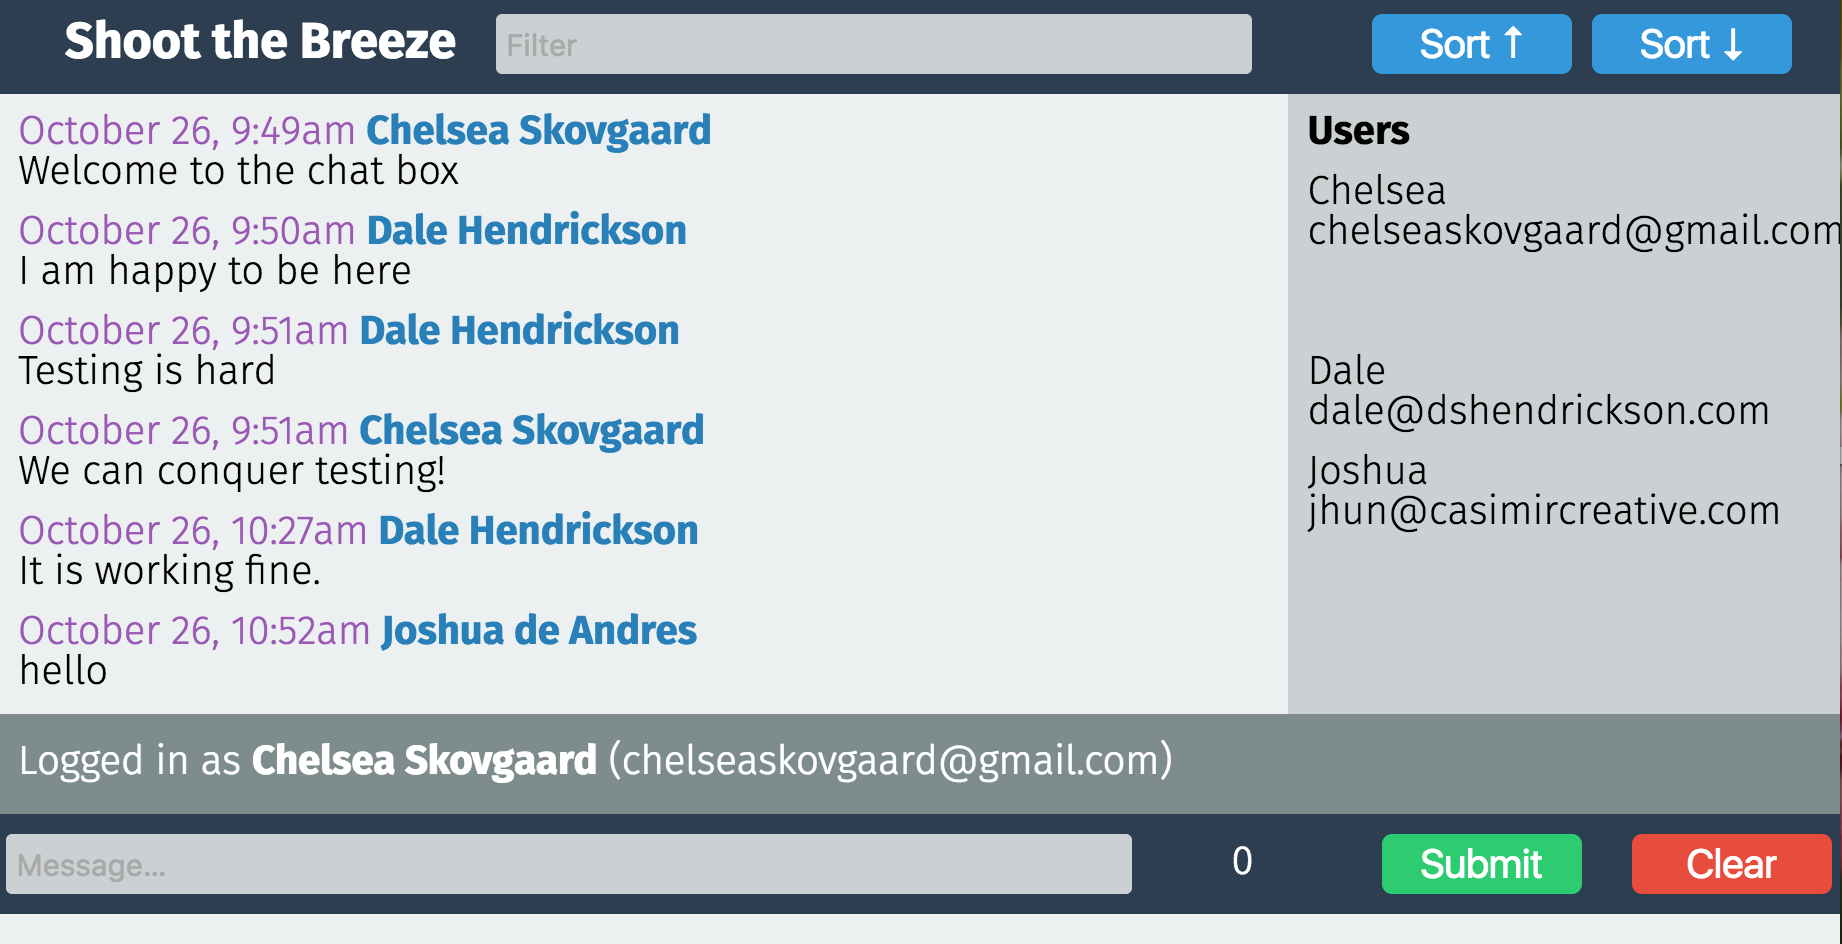 Shoot the Breeze
Filter
Sort ↑
Sort ↓
October 26, 9:49am Chelsea Skovgaard
Welcome to the chat box
October 26, 9:50am Dale Hendrickson
I am happy to be here
October 26, 9:51am Dale Hendrickson
Testing is hard
October 26, 9:51am Chelsea Skovgaard
We can conquer testing!
October 26, 10:27am Dale Hendrickson
It is working fine.
October 26, 10:52am Joshua de Andres
hello
Users
Chelsea
chelseaskovgaard@gmail.com
Dale
dale@dshendrickson.com
Joshua
jhun@casimircreative.com
Logged in as Chelsea Skovgaard (chelseaskovgaard@gmail.com)
Message...
0
Submit
Clear